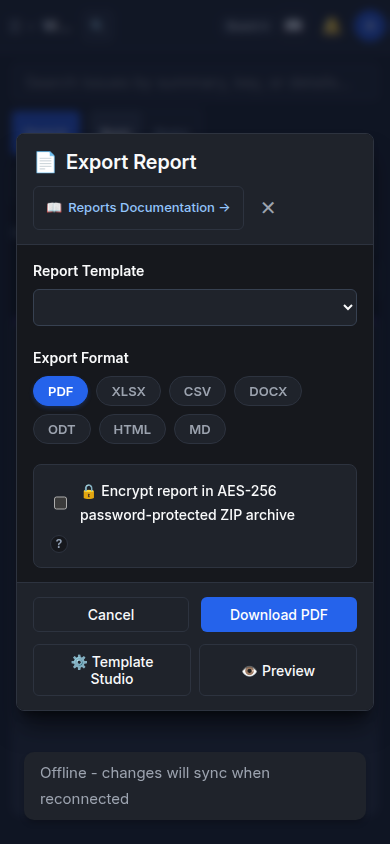 📄 Export Report
📖 Reports Documentation → ✕
Report Template
Export Format
PDF XLSX CSV DOCX
ODT HTML MD
🔒 Encrypt report in AES-256
password-protected ZIP archive
?
Cancel Download PDF
⚙️ Template
Studio
👁️ Preview
Offline - changes will sync when
reconnected